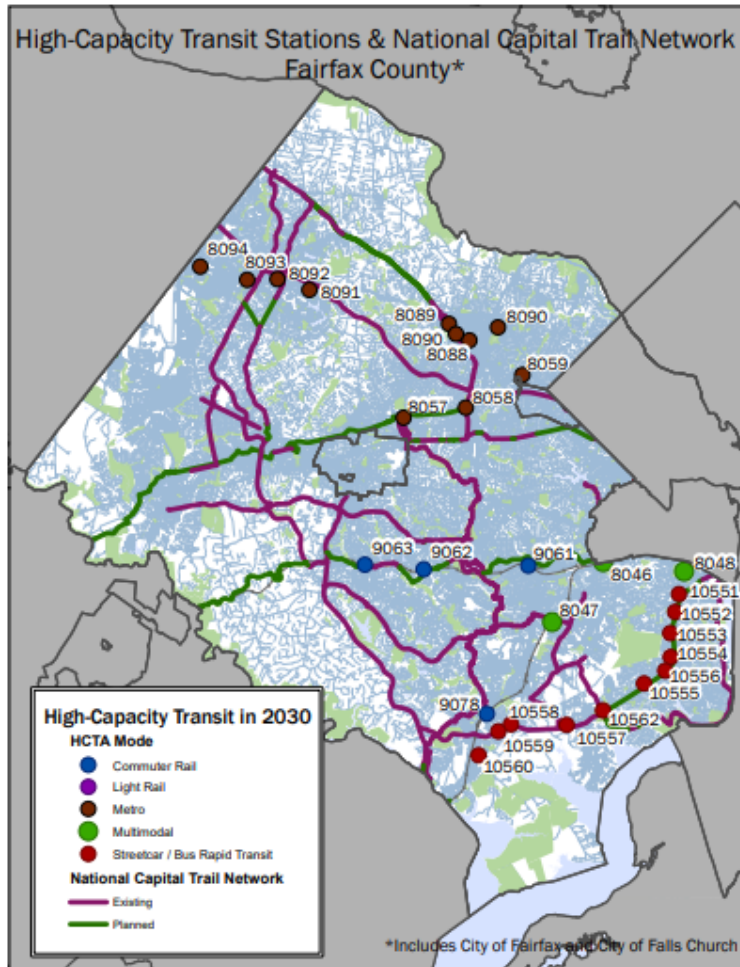 High-Capacity Transit Stations & National Capital Trail Network
Fairfax County*
8094
8093
8092
8091
8089
8090
8090
8088
8059
8058
8057
9063
9062
9061
8046
8048
10551
10552
8047
10553
10554
10556
10555
9078
10558
10562
10557
10559
10560
High-Capacity Transit in 2030
HCTA Mode
Commuter Rail
Light Rail
Metro
Multimodal
Streetcar / Bus Rapid Transit
National Capital Trail Network
Existing
Planned
*Includes City of Fairfax and City of Falls Church